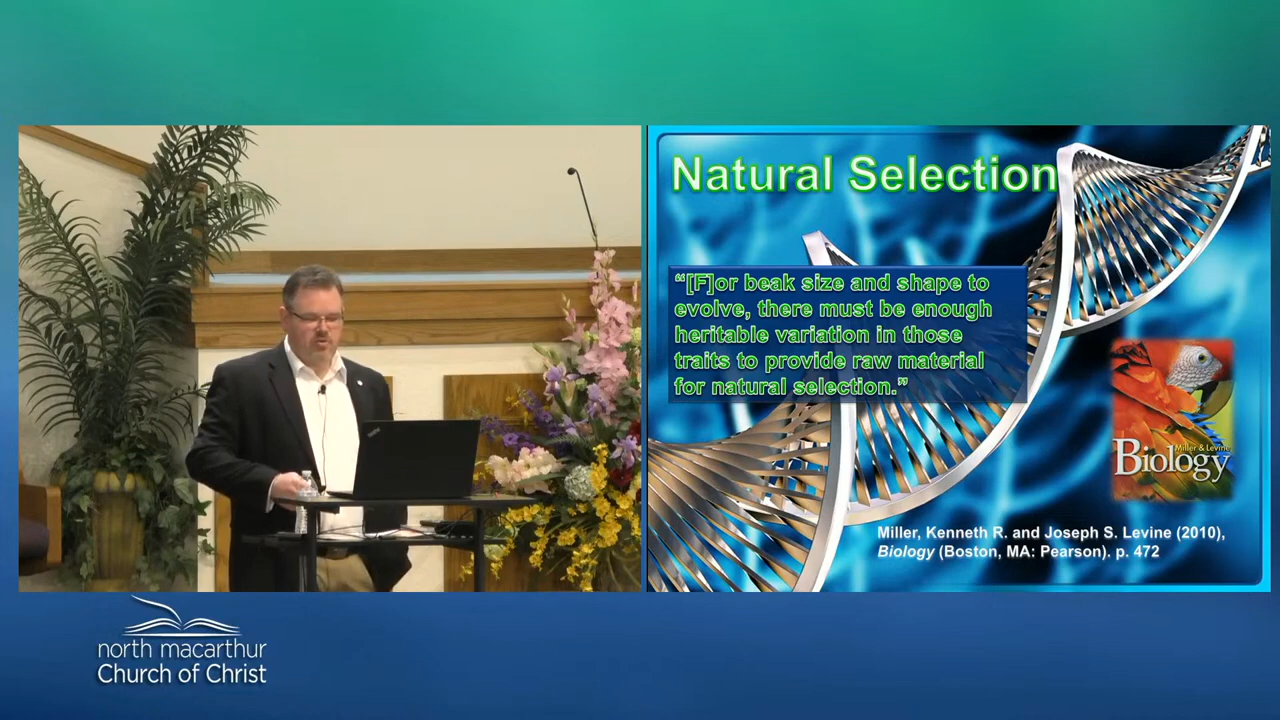 Natural Selection
“[F]or beak size and shape to
evolve, there must be enough
heritable variation in those
traits to provide raw material
for natural selection.”
Miller & Levine
Biology
Miller, Kenneth R. and Joseph S. Levine (2010),
Biology (Boston, MA: Pearson). p. 472
north macarthur
Church of Christ